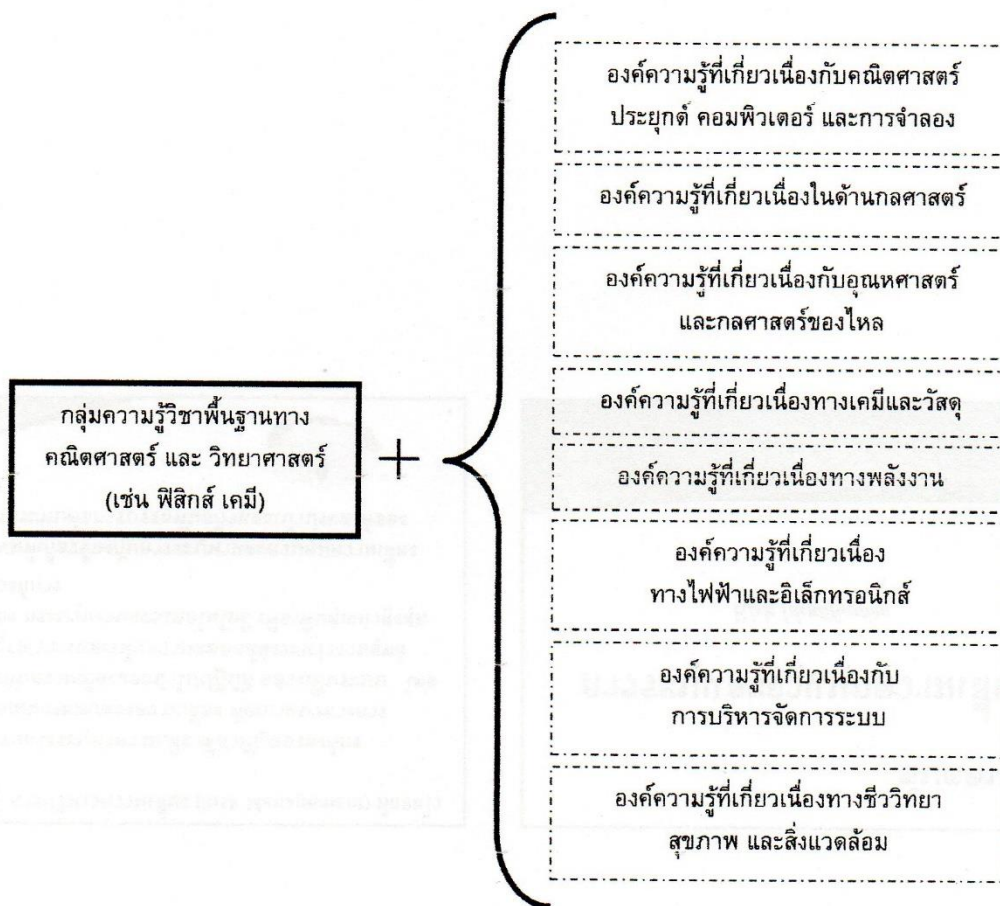 องค์ความรู้ที่เกี่ยวเนื่องกับคณิตศาสตร์
ประยุกต์ คอมพิวเตอร์ และการจำลอง
องค์ความรู้ที่เกี่ยวเนื่องในด้านกลศาสตร์
องค์ความรู้ที่เกี่ยวเนื่องกับอุณหศาสตร์
และกลศาสตร์ของไหล
กลุ่มความรู้วิชาพื้นฐานทาง
คณิตศาสตร์ และ วิทยาศาสตร์
(เช่น ฟิสิกส์ เคมี)
+
องค์ความรู้ที่เกี่ยวเนื่องทางเคมีและวัสดุ
องค์ความรู้ที่เกี่ยวเนื่องทางพลังงาน
องค์ความรู้ที่เกี่ยวเนื่อง
ทางไฟฟ้าและอิเล็กทรอนิกส์
องค์ความรู้ที่เกี่ยวเนื่องกับ
การบริหารจัดการระบบ
องค์ความรู้ที่เกี่ยวเนื่องทางชีววิทยา
สุขภาพ และสิ่งแวดล้อม